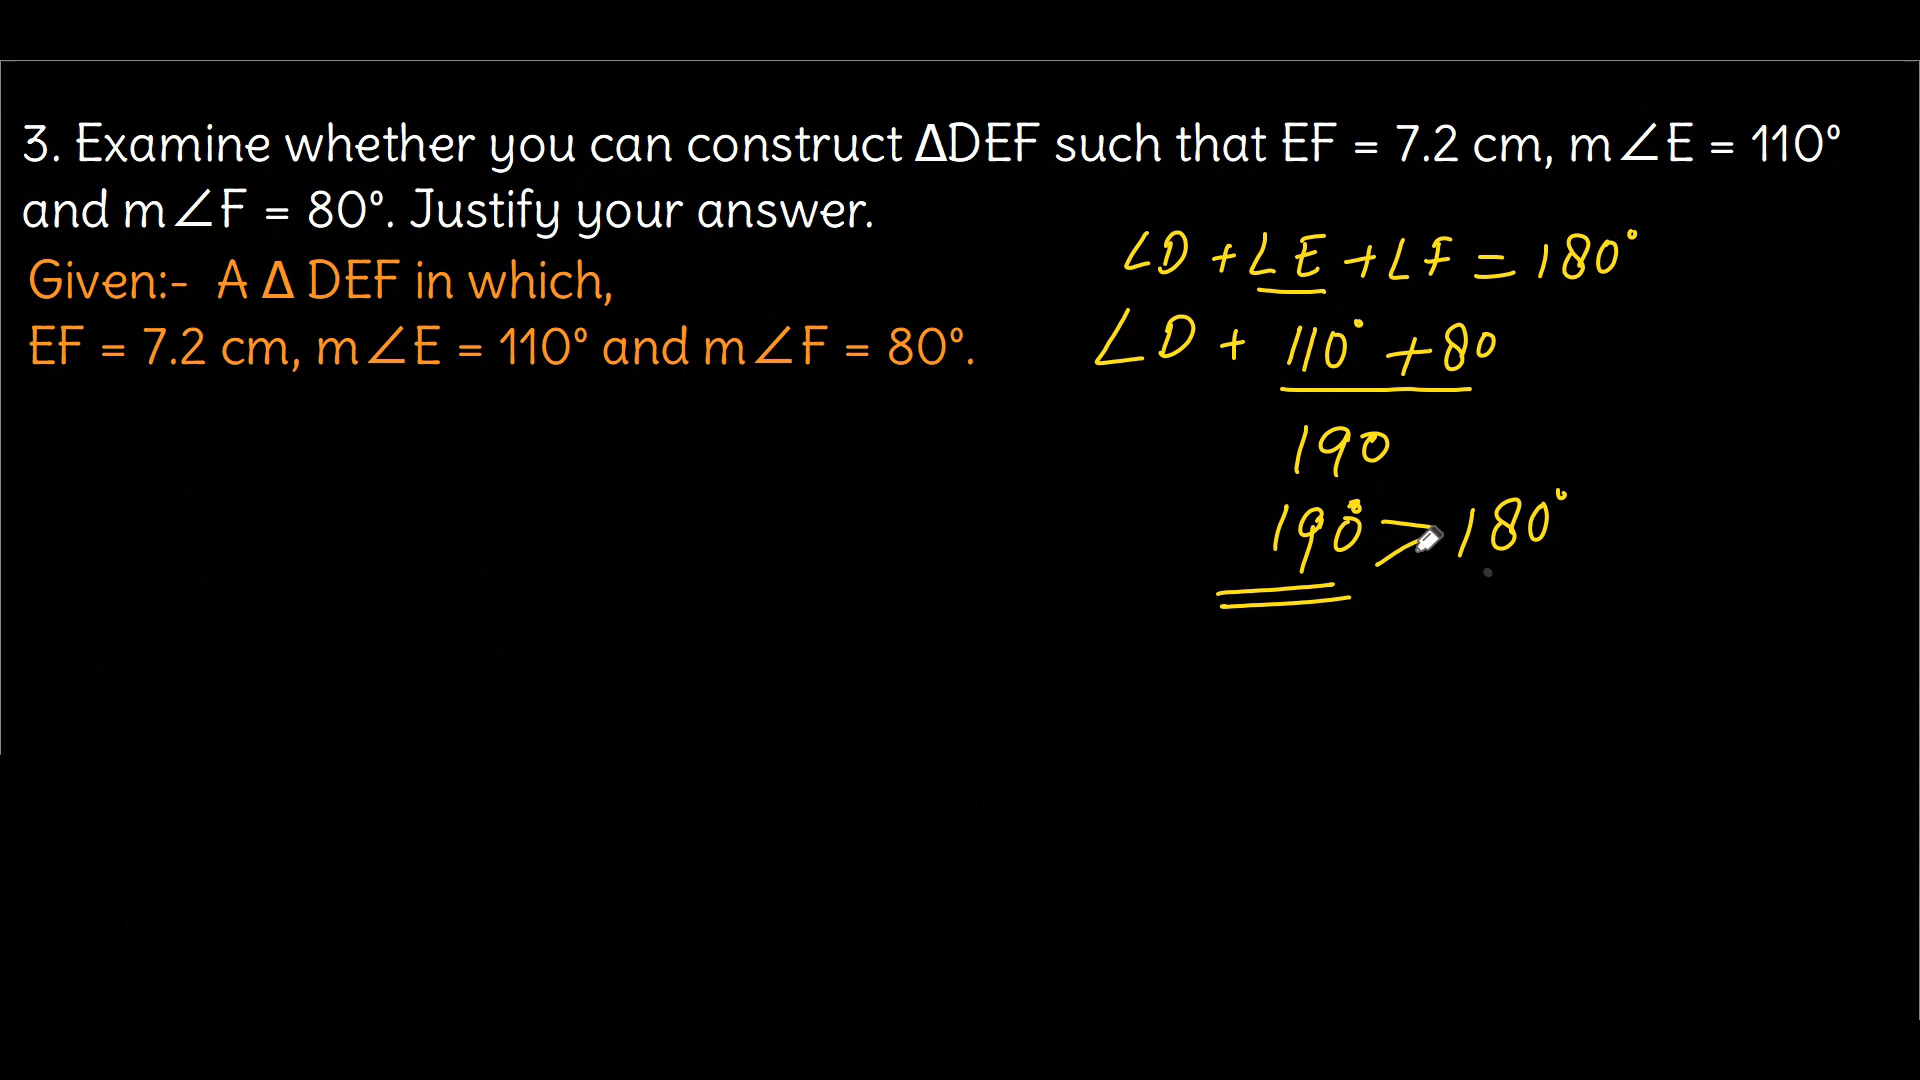 3. Examine whether you can construct ΔDEF such that EF = 7.2 cm, m∠E = 110°
and m∠F = 80°. Justify your answer.
∠D + ∠E + ∠F = 180°
Given:- A Δ DEF in which,
EF = 7.2 cm, m∠E = 110° and m∠F = 80°.
∠D + 110° + 80
190
190° > 180°